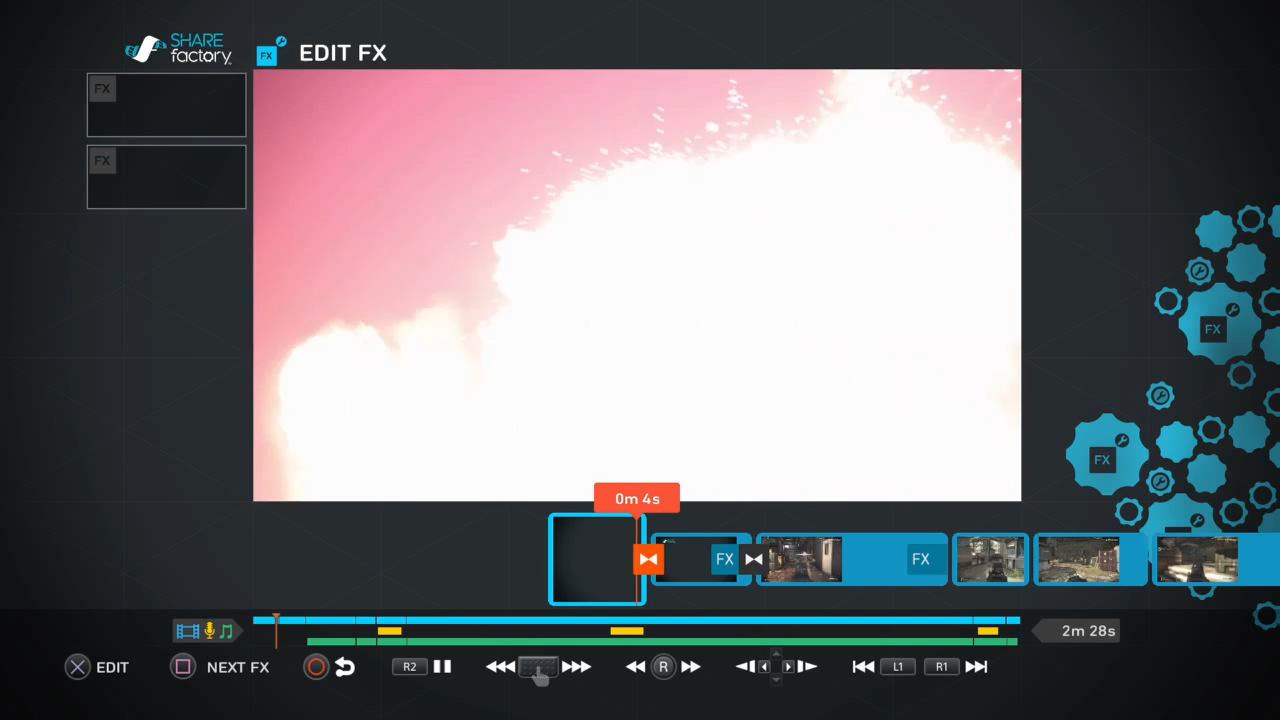 SHARE
factory
FX
EDIT FX
FX
FX
FX
FX
0m 4s
FX
FX
2m 28s
EDIT
NEXT FX
R2
R
L1
R1